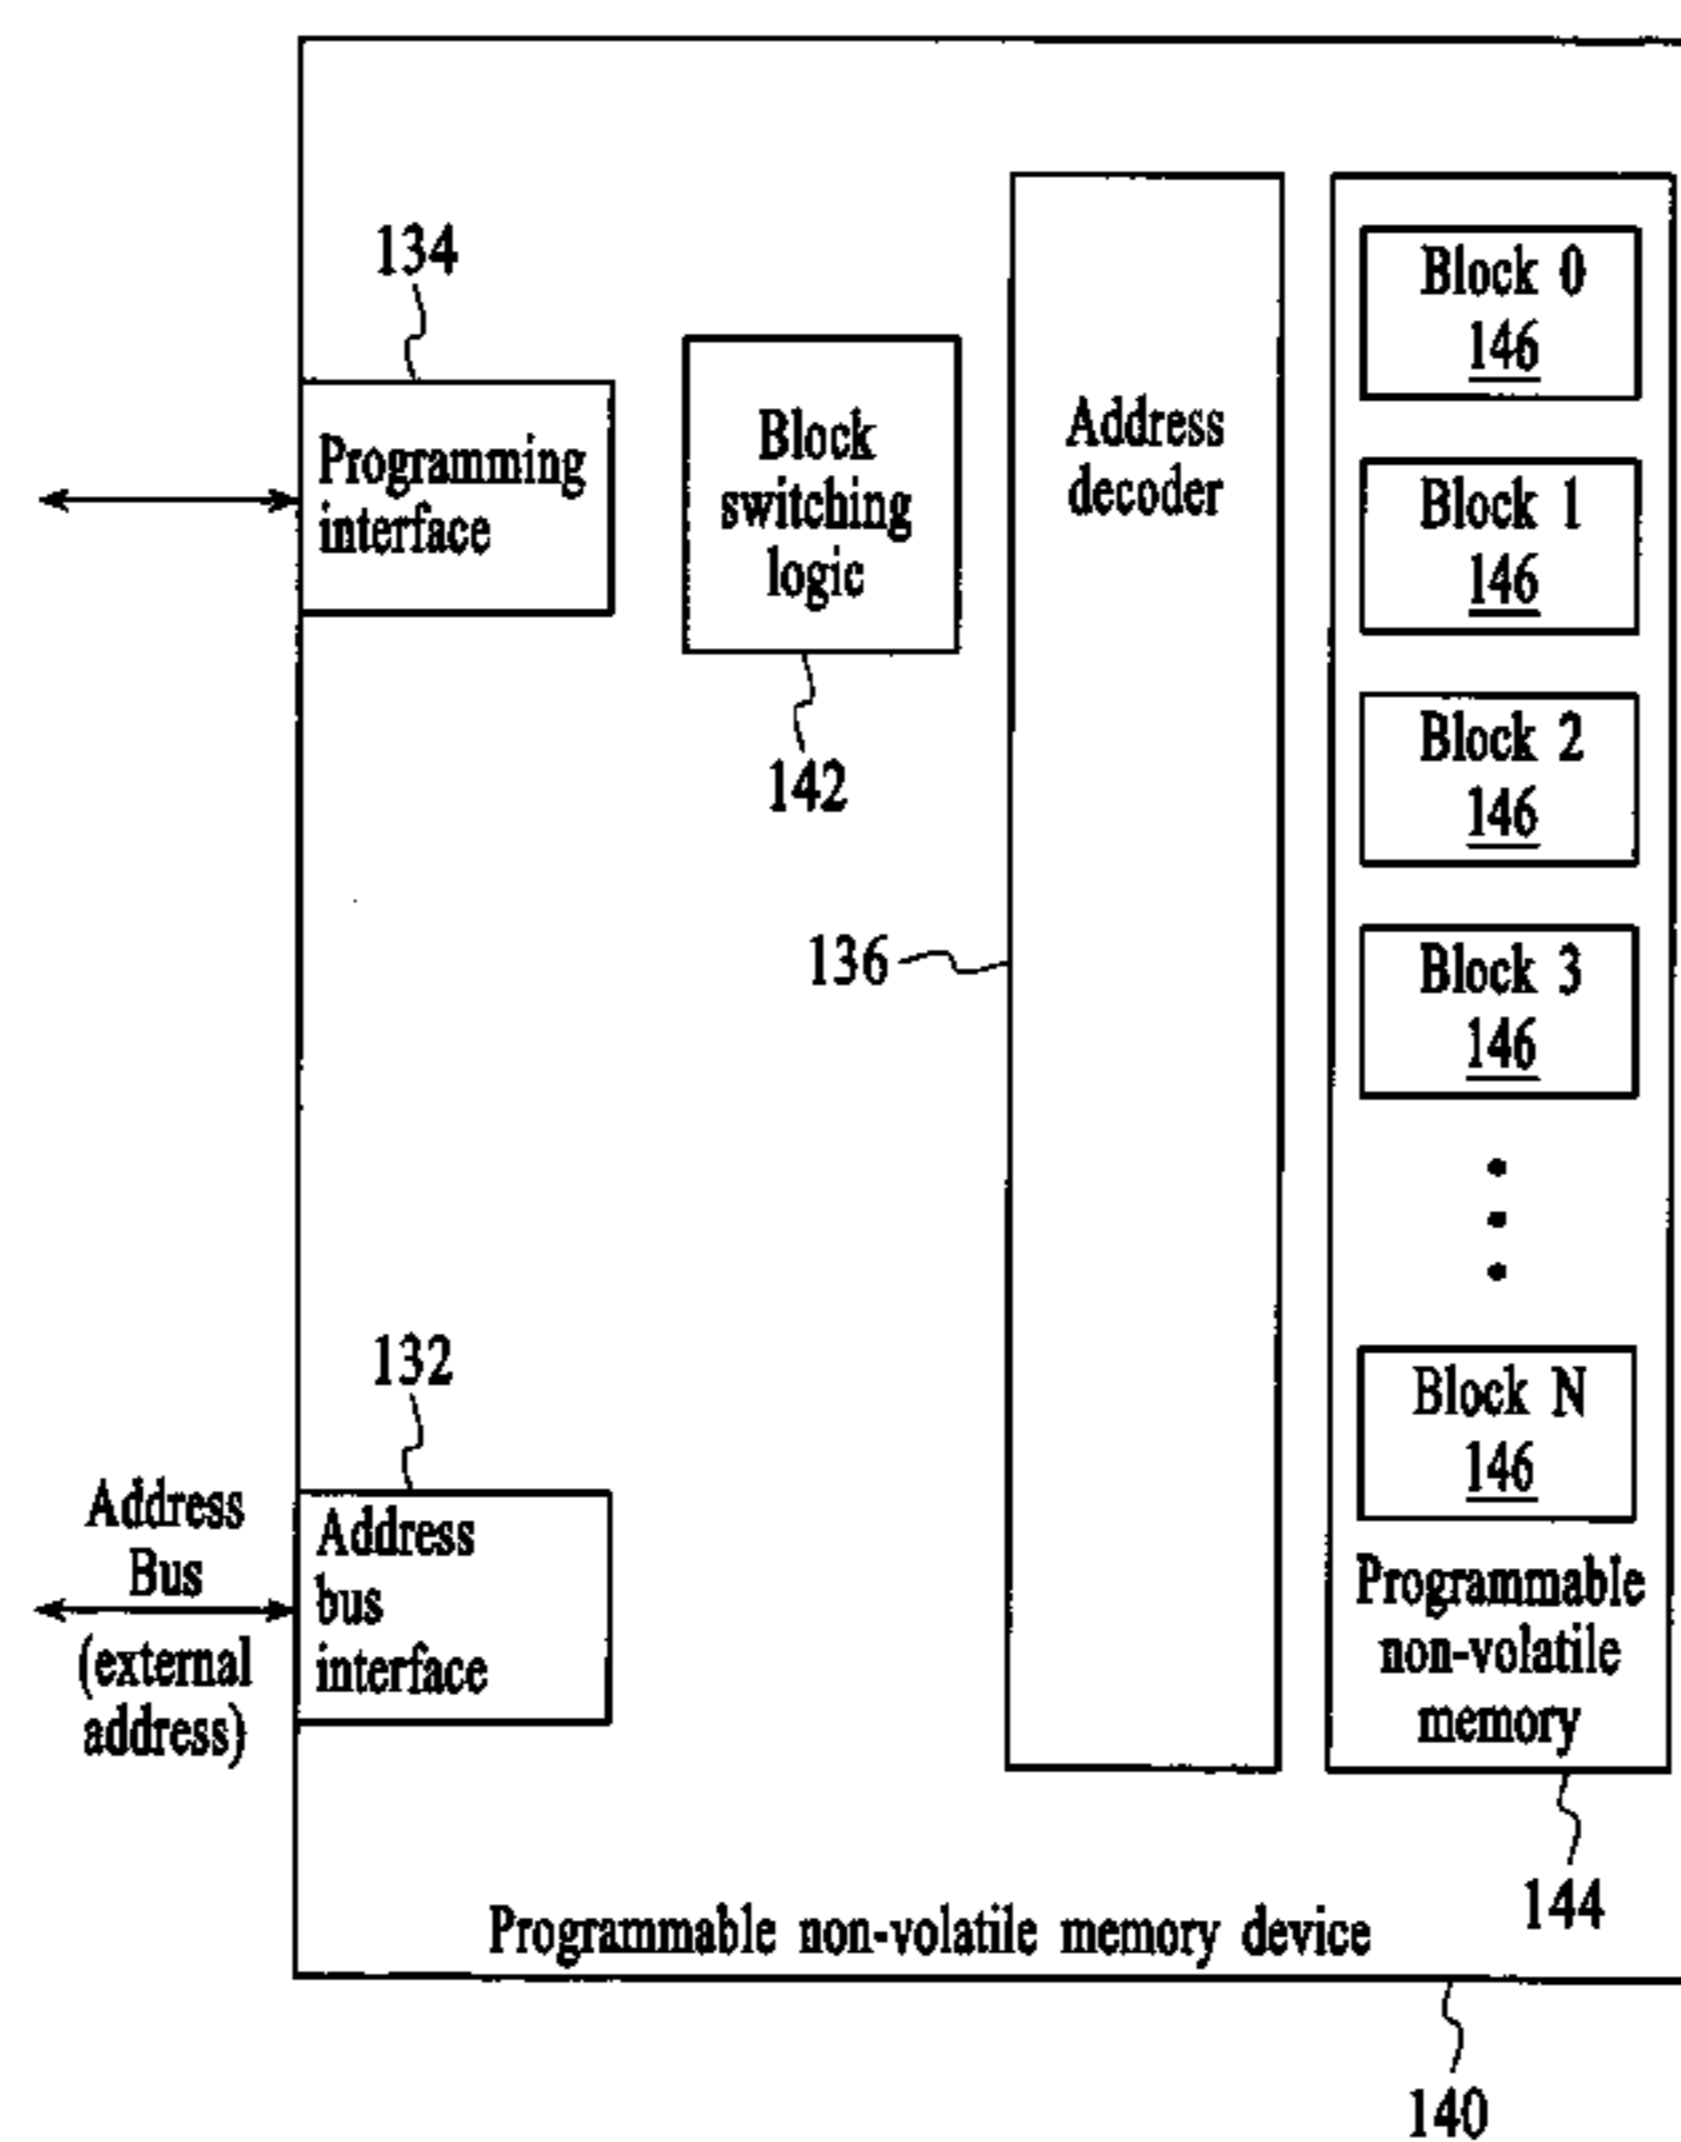 134
Programming
interface
Block
switching
logic
142
Address
decoder
136
Block 0
146
Block 1
146
Block 2
146
Block 3
146
Block N
146
Programmable
non-volatile
memory
144
132
Address
bus
interface
Address
Bus
(external
address)
Programmable non-volatile memory device
140